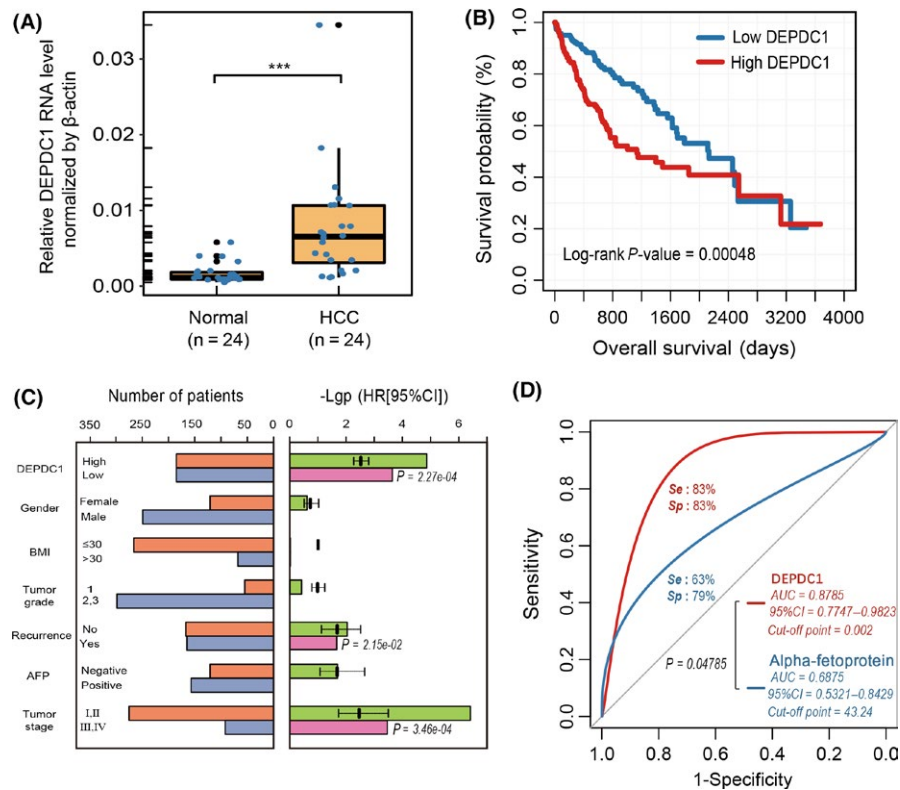 (A)
Relative DEPDC1 RNA level
normalized by β-actin
0.03
0.02
0.01
0.00
***
Normal
(n = 24)
HCC
(n = 24)
(B)
Survival probability (%)
1.0
0.8
0.6
0.4
0.2
0.0
Low DEPDC1
High DEPDC1
Log-rank P-value = 0.00048
0 800 1600 2400 3200 4000
Overall survival (days)
(C)
Number of patients
350 250 150 50 0
-Lgp (HR[95%CI])
0 2 4 6
DEPDC1
High
Low
P = 2.27e-04
Gender
Female
Male
BMI
≤30
>30
Tumor
grade
1
2,3
Recurrence
No
Yes
P = 2.15e-02
AFP
Negative
Positive
Tumor
stage
I,II
III,IV
P = 3.46e-04
(D)
Sensitivity
1.0
0.8
0.6
0.4
0.2
0.0
Se : 83%
Sp : 83%
Se : 63%
Sp : 79%
DEPDC1
AUC = 0.8785
95%CI = 0.7747–0.9823
Cut-off point = 0.002
P = 0.04785
Alpha-fetoprotein
AUC = 0.6875
95%CI = 0.5321–0.8429
Cut-off point = 43.24
1.0 0.8 0.6 0.4 0.2 0.0
1-Specificity